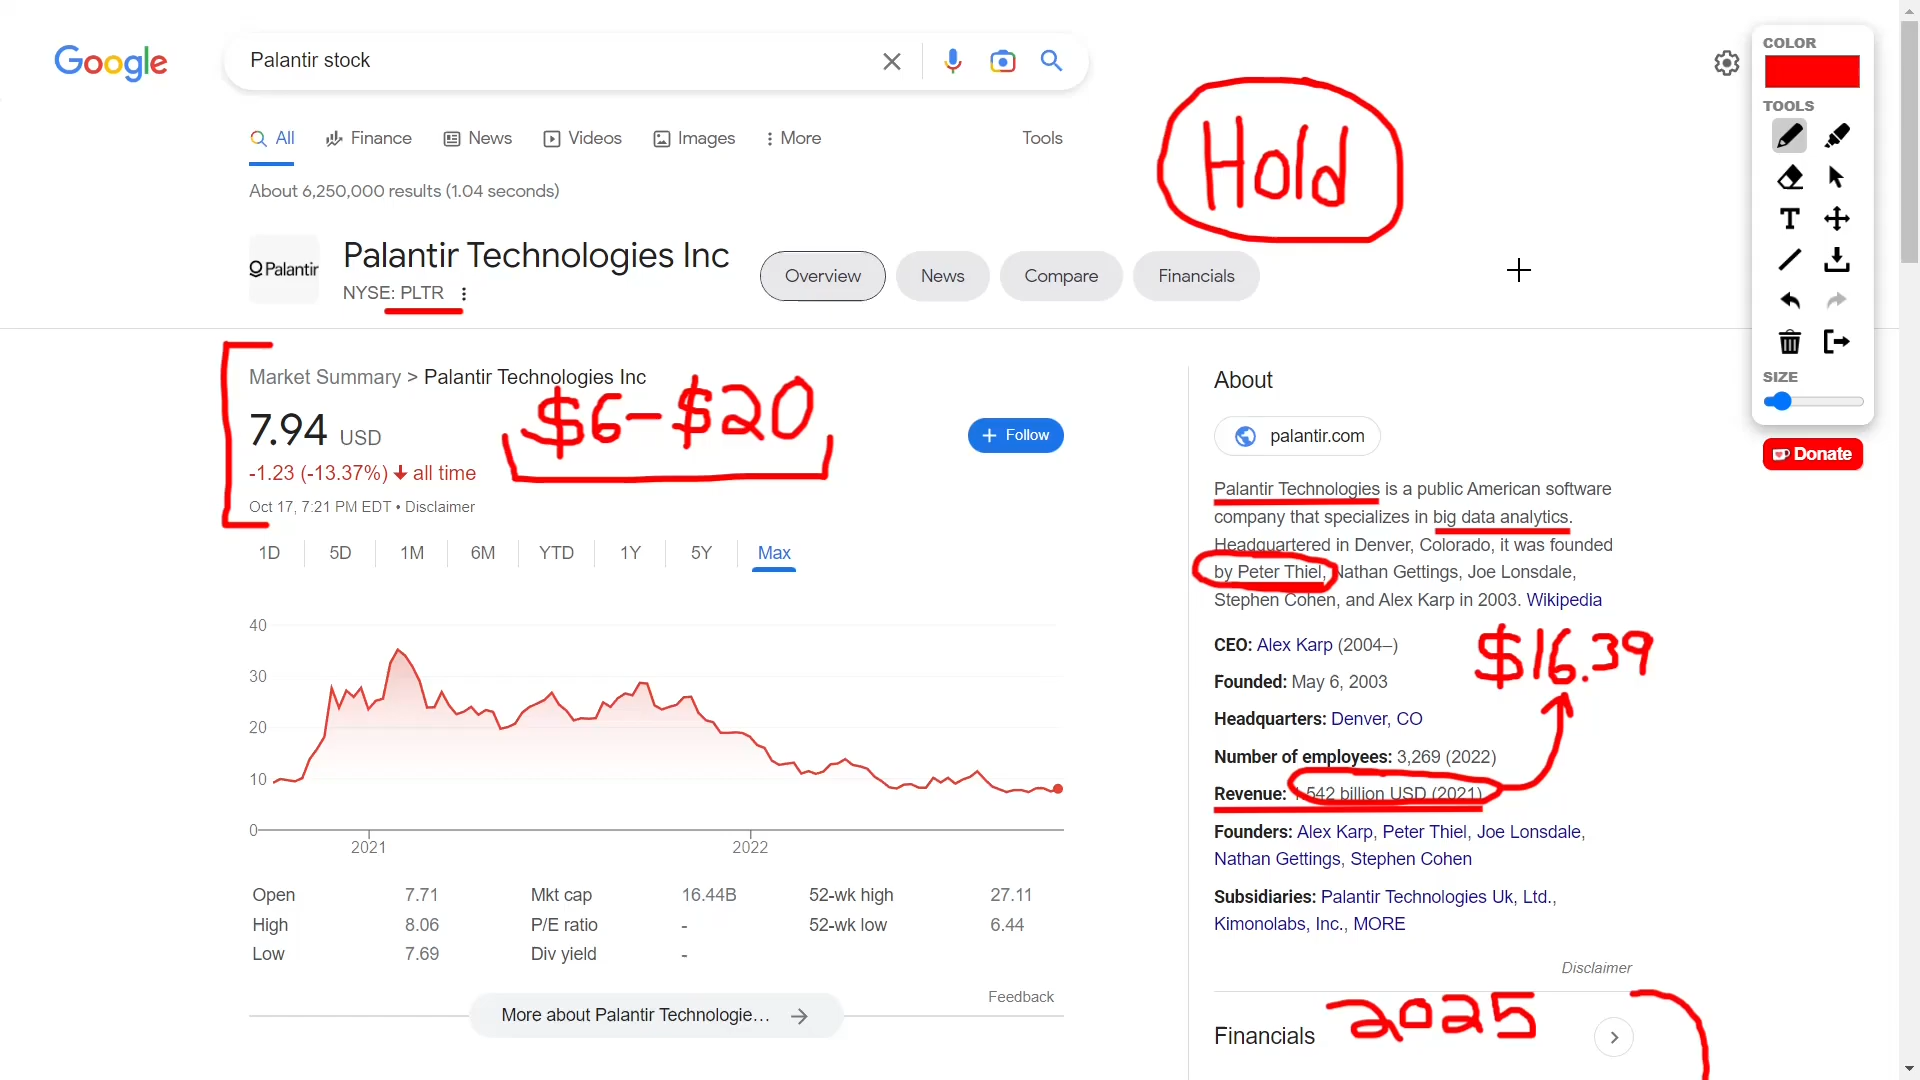 Google
Palantir stock
All
Finance
News
Videos
Images
More
Tools
About 6,250,000 results (1.04 seconds)
Hold
Palantir
Palantir Technologies Inc
NYSE: PLTR
Overview
News
Compare
Financials
COLOR
TOOLS
T
SIZE
Donate
Market Summary > Palantir Technologies Inc
7.94 USD
-1.23 (-13.37%) all time
Oct 17, 7:21 PM EDT • Disclaimer
$6-$20
+ Follow
1D
5D
1M
6M
YTD
1Y
5Y
Max
40
30
20
10
0
2021
2022
Open 7.71
High 8.06
Low 7.69
Mkt cap 16.44B
P/E ratio -
Div yield -
52-wk high 27.11
52-wk low 6.44
Feedback
More about Palantir Technologie…
About
palantir.com
Palantir Technologies is a public American software
company that specializes in big data analytics.
Headquartered in Denver, Colorado, it was founded
by Peter Thiel, Nathan Gettings, Joe Lonsdale,
Stephen Cohen, and Alex Karp in 2003. Wikipedia
CEO: Alex Karp (2004–)
$16.39
Founded: May 6, 2003
Headquarters: Denver, CO
Number of employees: 3,269 (2022)
Revenue: 1.542 billion USD (2021)
Founders: Alex Karp, Peter Thiel, Joe Lonsdale,
Nathan Gettings, Stephen Cohen
Subsidiaries: Palantir Technologies Uk, Ltd.,
Kimonolabs, Inc., MORE
Disclaimer
Financials
2025